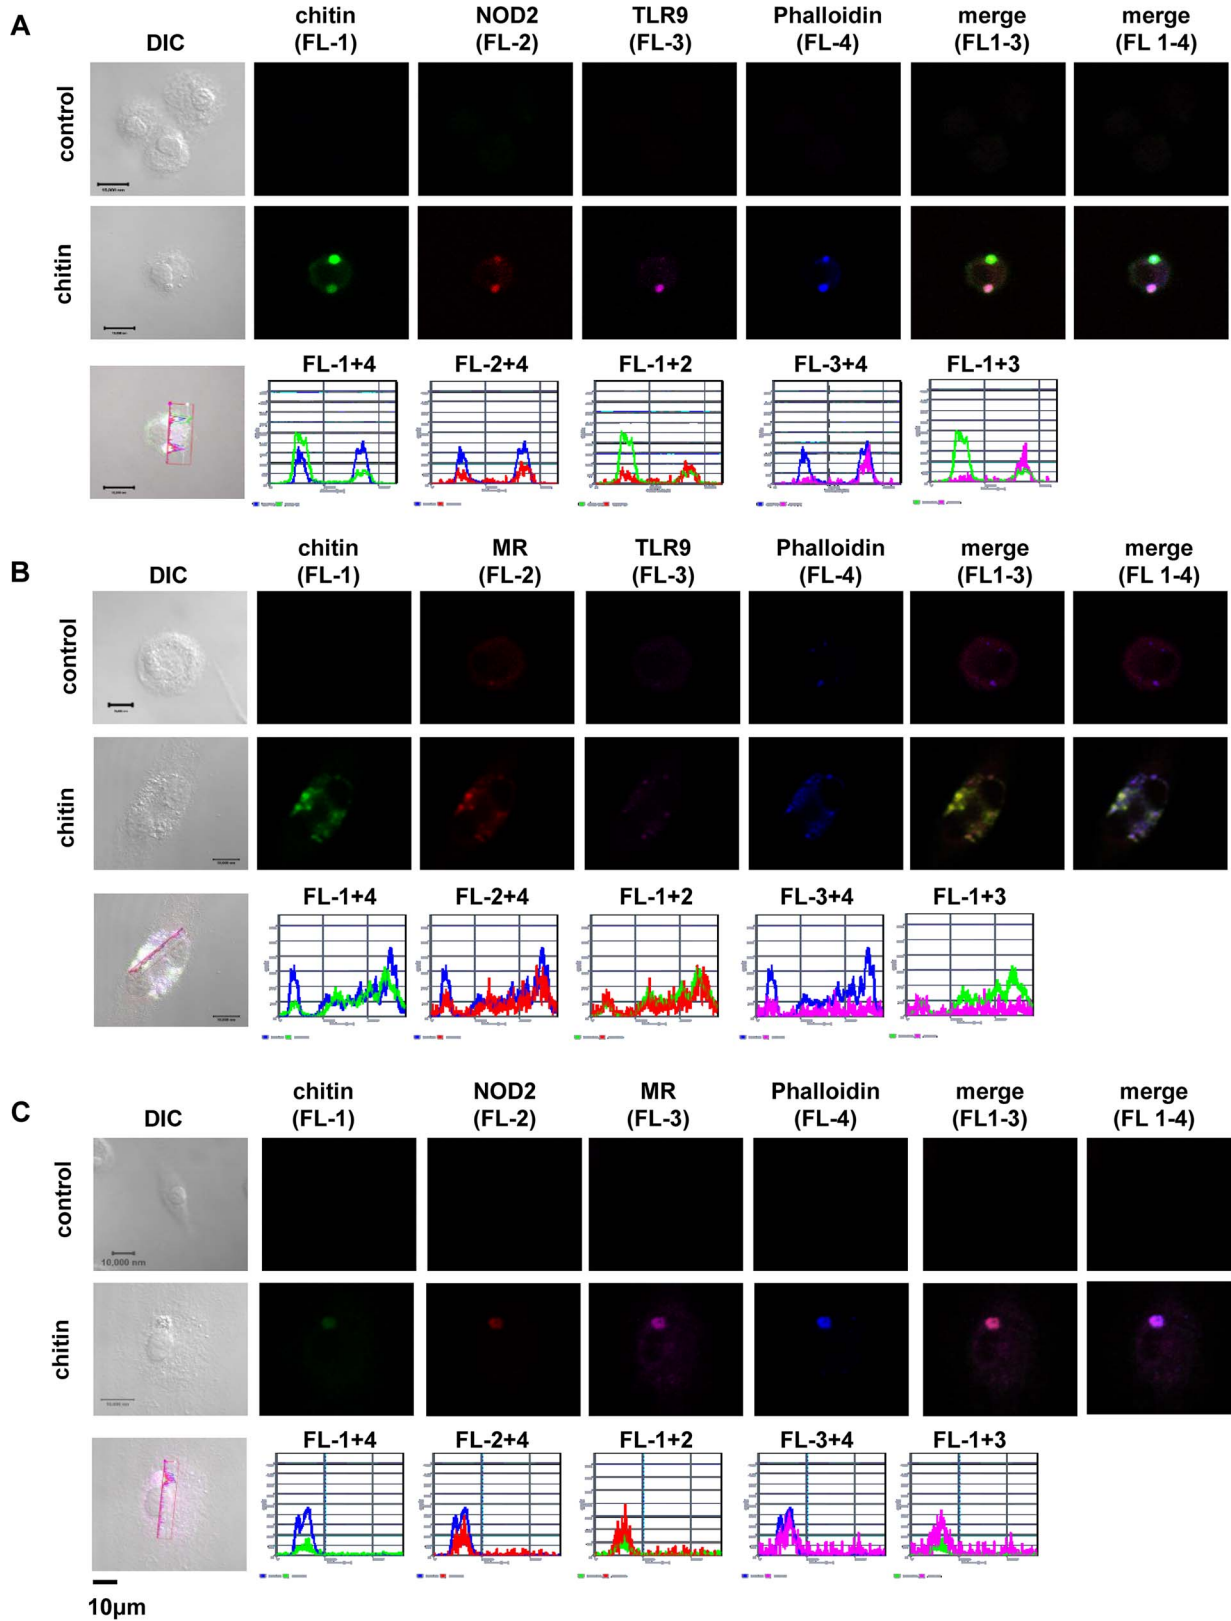 A
chitin NOD2 TLR9 Phalloidin merge merge
DIC (FL-1) (FL-2) (FL-3) (FL-4) (FL1-3) (FL 1-4)
control
chitin
FL-1+4 FL-2+4 FL-1+2 FL-3+4 FL-1+3
B
chitin MR TLR9 Phalloidin merge merge
DIC (FL-1) (FL-2) (FL-3) (FL-4) (FL1-3) (FL 1-4)
control
chitin
FL-1+4 FL-2+4 FL-1+2 FL-3+4 FL-1+3
C
chitin NOD2 MR Phalloidin merge merge
DIC (FL-1) (FL-2) (FL-3) (FL-4) (FL1-3) (FL 1-4)
control
10,000 nm
chitin
10,000 nm
FL-1+4 FL-2+4 FL-1+2 FL-3+4 FL-1+3
10µm